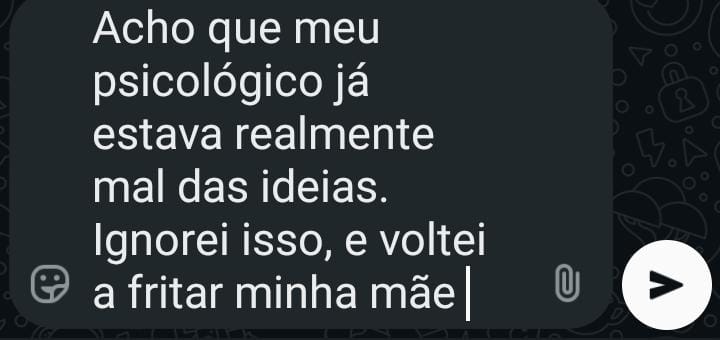 Acho que meu
psicológico já
estava realmente
mal das ideias.
Ignorei isso, e voltei
a fritar minha mãe